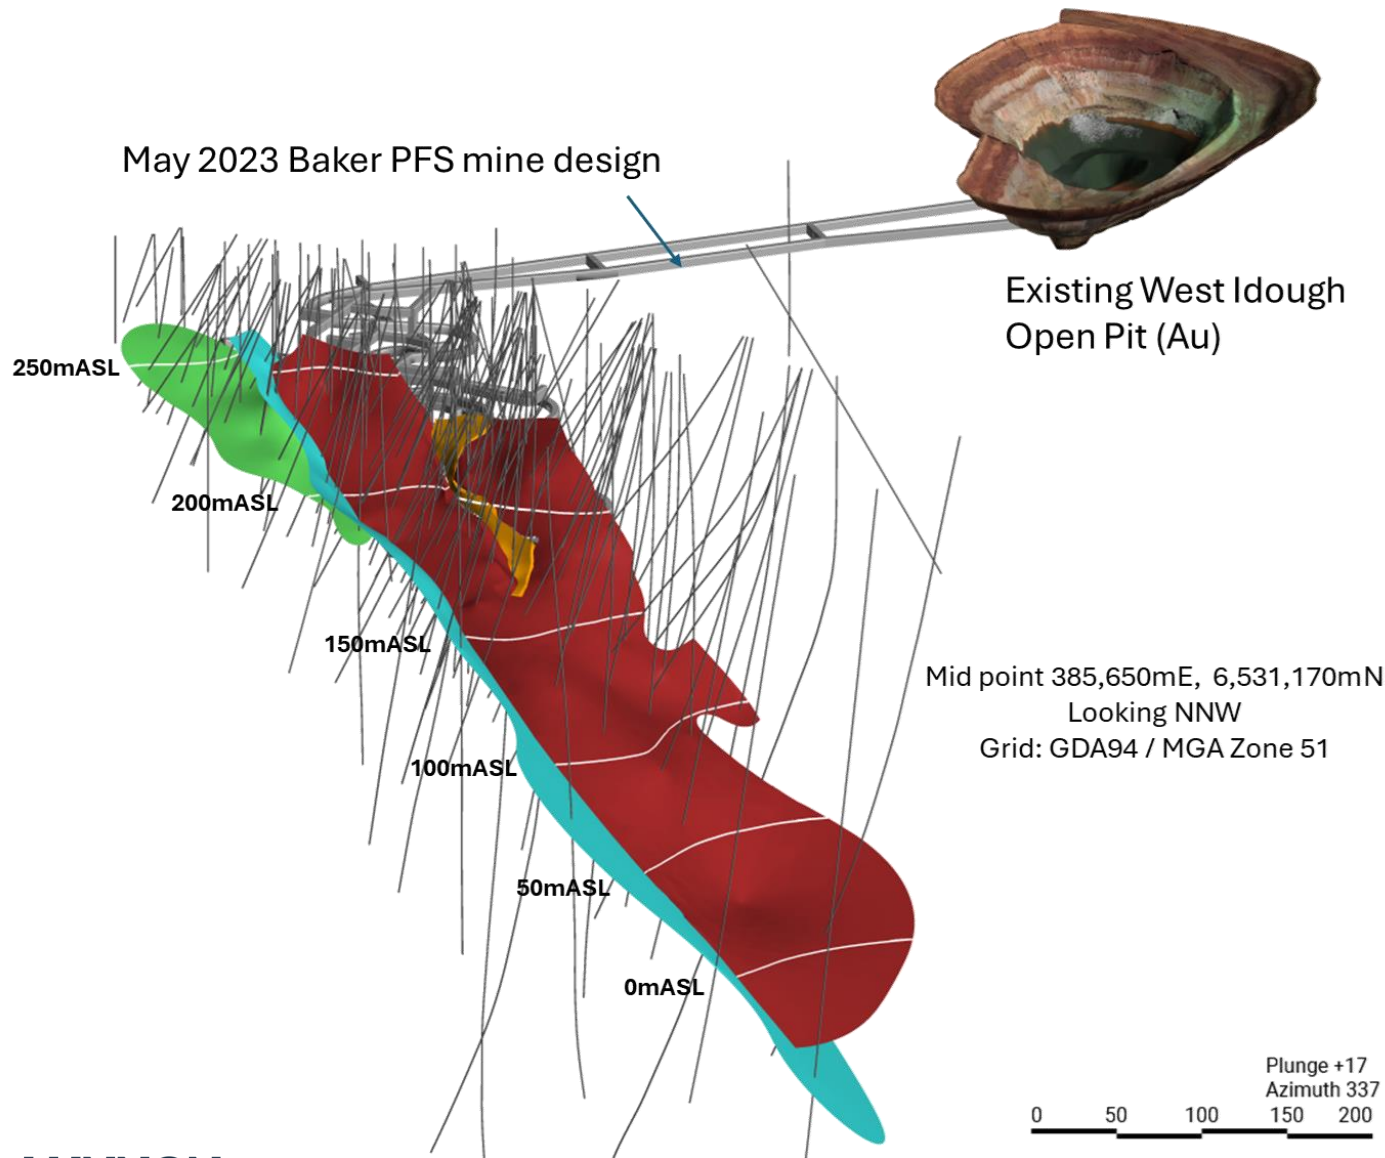 May 2023 Baker PFS mine design
Existing West Idough
Open Pit (Au)
250mASL
200mASL
150mASL
100mASL
50mASL
0mASL
Mid point 385,650mE, 6,531,170mN
Looking NNW
Grid: GDA94 / MGA Zone 51
Plunge +17
Azimuth 337
0 50 100 150 200